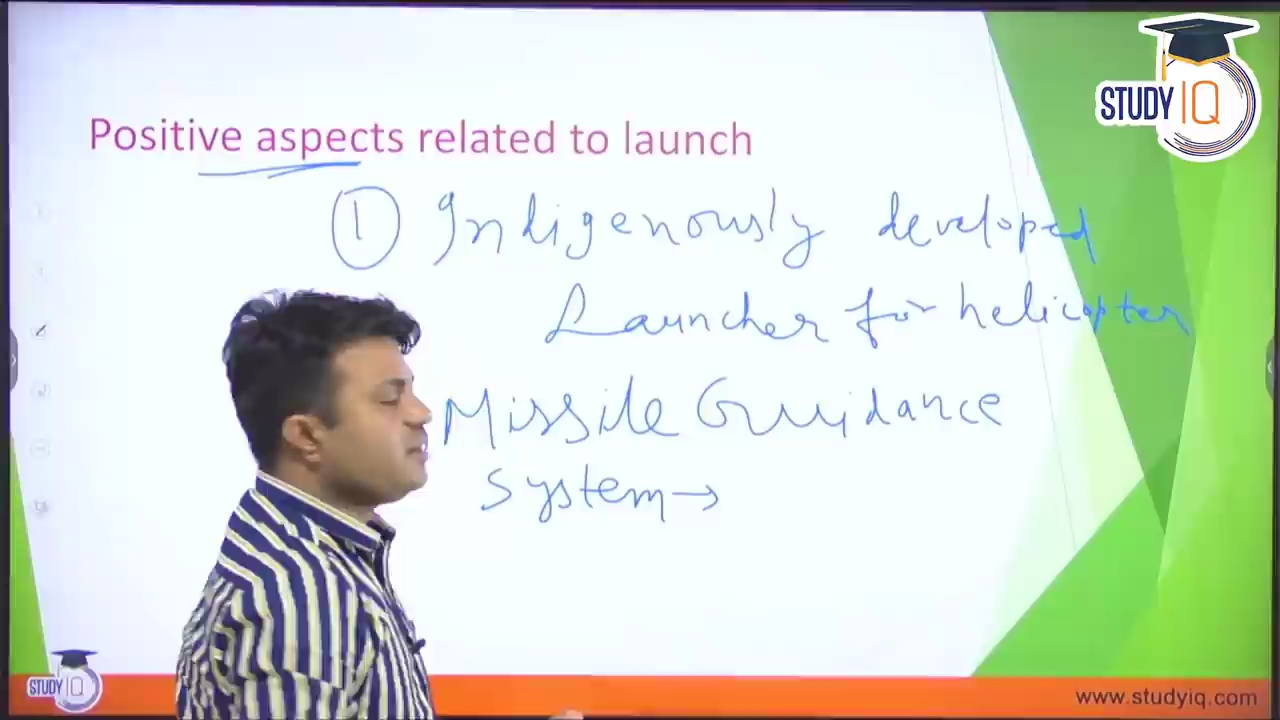 STUDY IQ
Positive aspects related to launch
1 Indigenously developed
Launcher for helicopter
Missile Guidance
system →
STUDY IQ
www.studyiq.com